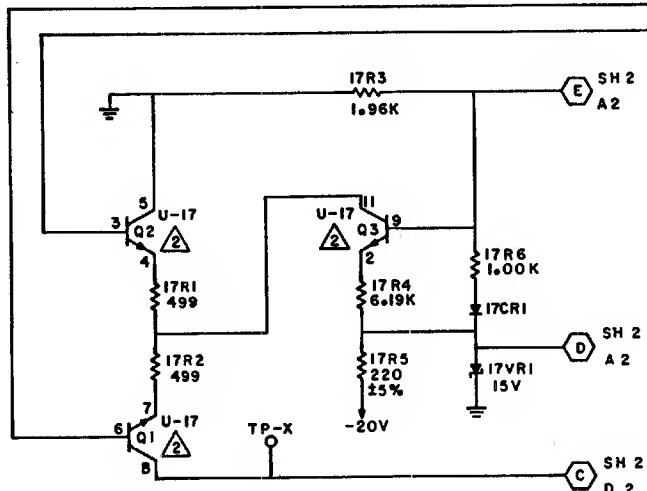 17R3
1.96K
E
SH 2
A2
5
U-17
3
Q2
2
4
11
U-17
9
Q3
2
2
17R6
1.00K
17R1
499
17R4
6.19K
17CR1
17R2
499
17R5
220
±5%
-20V
D
SH 2
A2
17VR1
15V
7
U-17
6
Q1
2
8
TP-X
C
SH 2
D 2